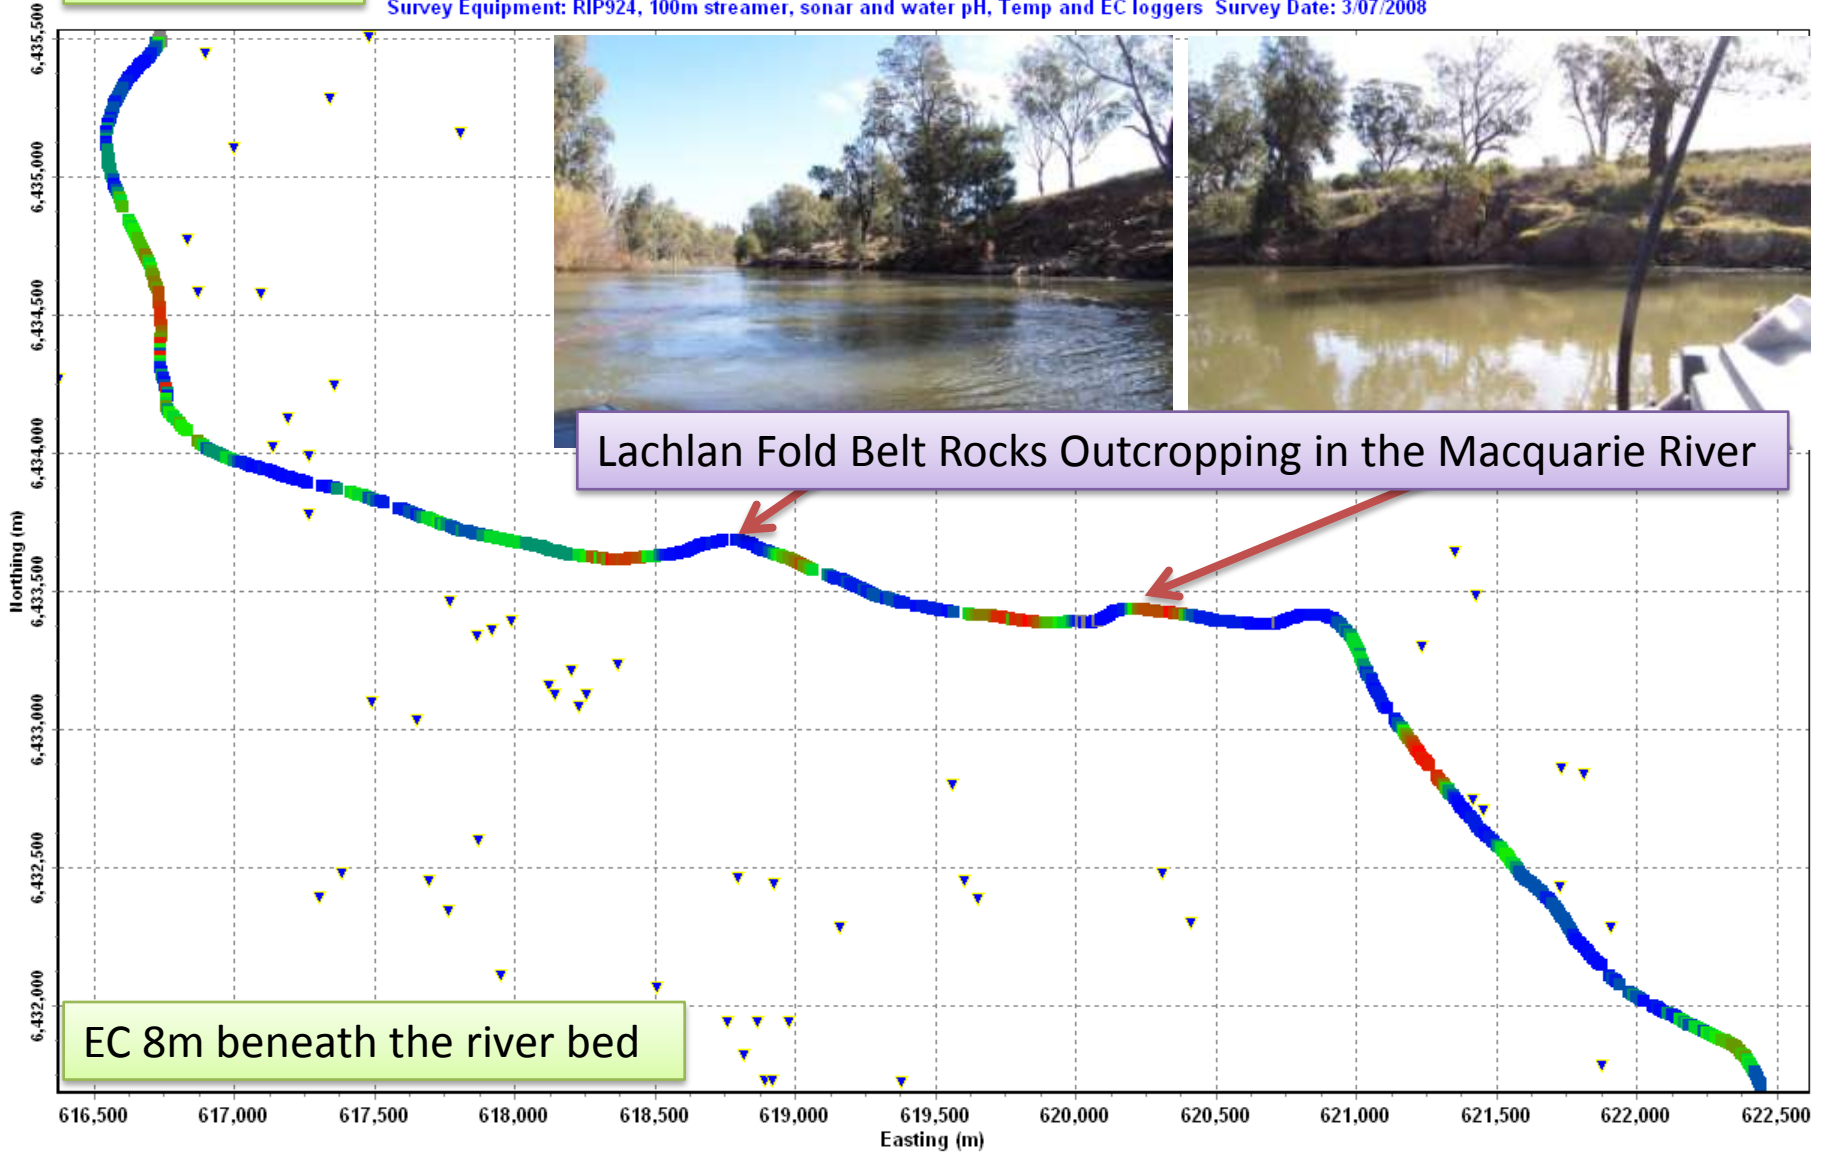 Survey Equipment: RIP924, 100m streamer, sonar and water pH, Temp and EC loggers Survey Date: 3/07/2008
Lachlan Fold Belt Rocks Outcropping in the Macquarie River
EC 8m beneath the river bed
Northing (m)
6,435,500
6,435,000
6,434,500
6,434,000
6,433,500
6,433,000
6,432,500
6,432,000
616,500 617,000 617,500 618,000 618,500 619,000 619,500 620,000 620,500 621,000 621,500 622,000 622,500
Easting (m)